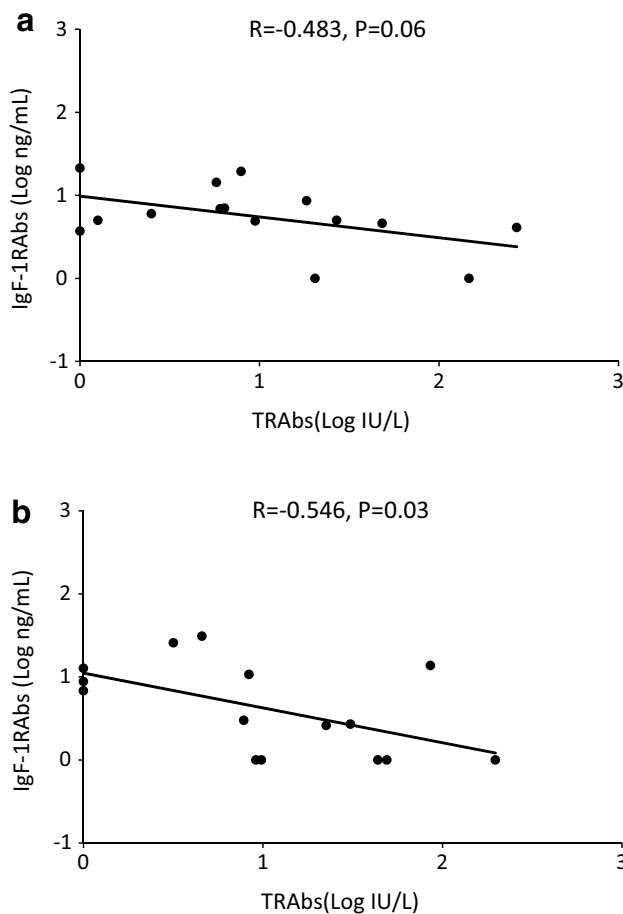 a
R=-0.483, P=0.06
3
2
1
0
-1
IgF-1RAbs (Log ng/mL)
0 1 2 3
TRAbs(Log IU/L)
b
R=-0.546, P=0.03
3
2
1
0
-1
IgF-1RAbs (Log ng/mL)
0 1 2 3
TRAbs(Log IU/L)